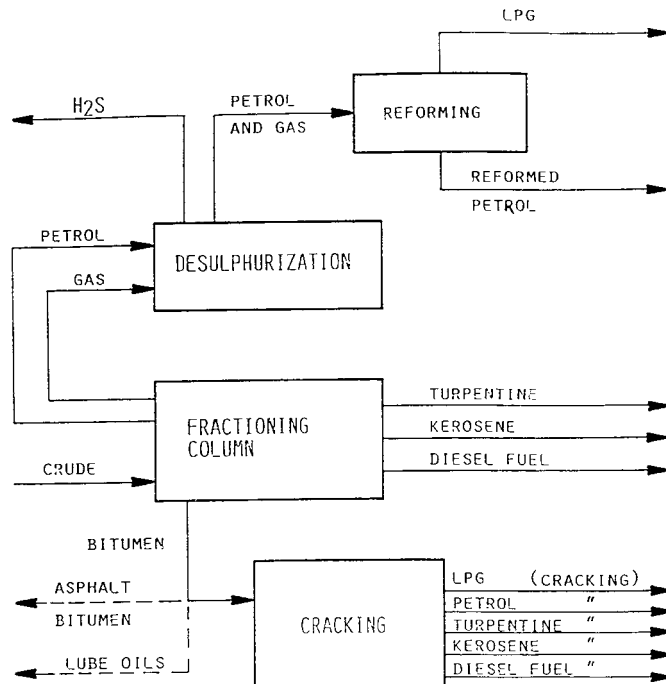 LPG
H2S
PETROL
AND GAS
REFORMING
REFORMED
PETROL
PETROL
DESULPHURIZATION
GAS
TURPENTINE
FRACTIONING
COLUMN
KEROSENE
CRUDE
DIESEL FUEL
BITUMEN
LPG (CRACKING)
ASPHALT
BITUMEN
PETROL "
CRACKING
TURPENTINE "
KEROSENE "
LUBE OILS
DIESEL FUEL "